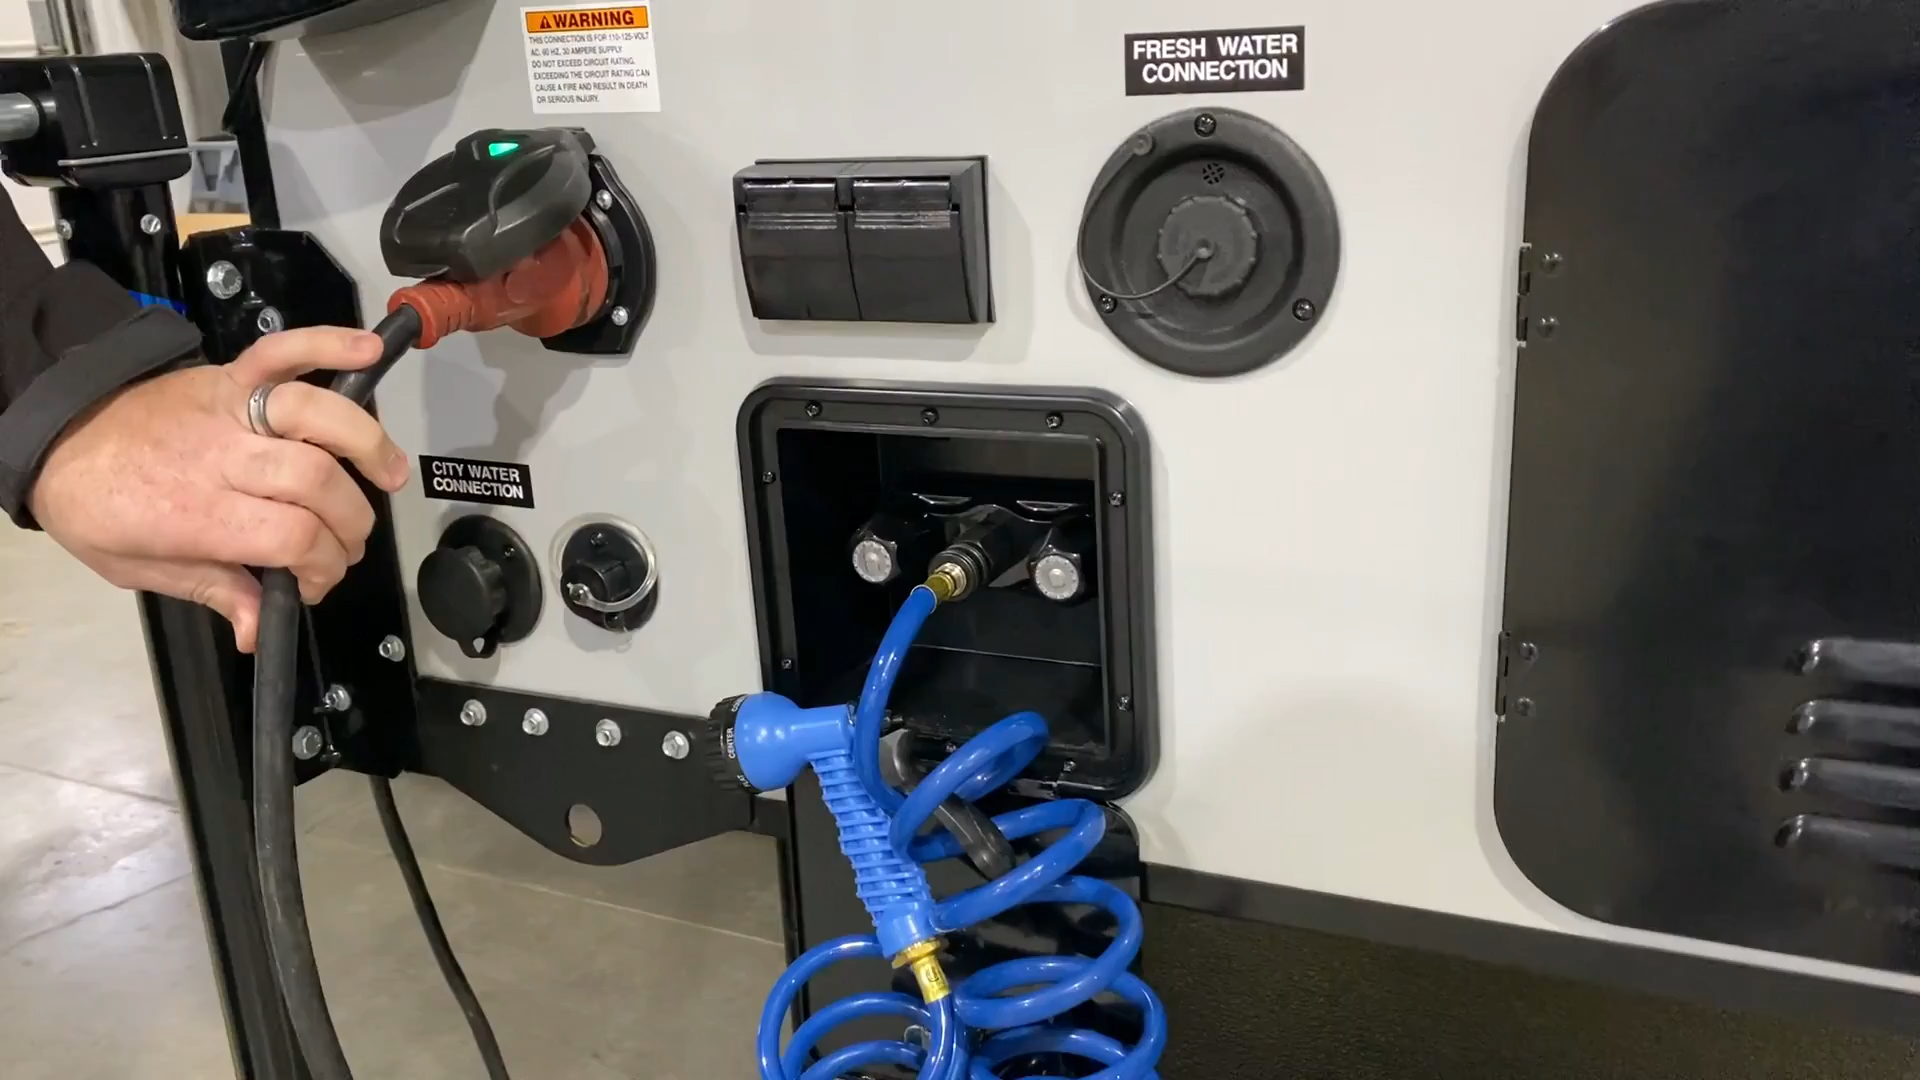 WARNING
THIS CONNECTION IS FOR 110-125-VOLT
AC, 60 HZ, 30 AMPERE SUPPLY.
DO NOT EXCEED CIRCUIT RATING.
EXCEEDING THE CIRCUIT RATING CAN
CAUSE A FIRE AND RESULT IN DEATH
OR SERIOUS INJURY.
FRESH WATER
CONNECTION
CITY WATER
CONNECTION
CENTER